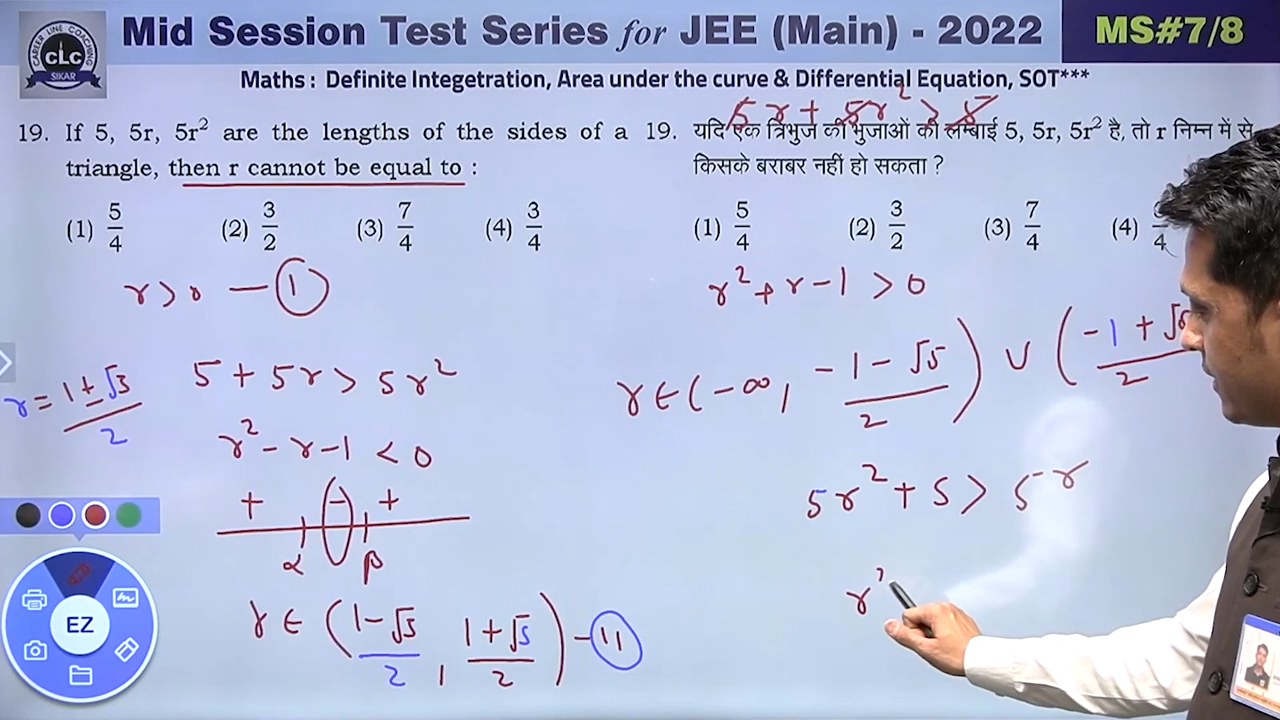 CAREER LINE COACHING
CLC
SIKAR
Mid Session Test Series for JEE (Main) - 2022
MS#7/8
Maths : Definite Integetration, Area under the curve & Differential Equation, SOT***
5r + 5r² > 5
19. If 5, 5r, 5r² are the lengths of the sides of a
triangle, then r cannot be equal to :
(1) 5/4 (2) 3/2 (3) 7/4 (4) 3/4
r > 0 — ①
r = (1 ± √5)/2
5 + 5r > 5r²
r² - r - 1 < 0
+ (-) +
α β
r ∈ ((1-√5)/2 , (1+√5)/2) - ⑪
19. यदि एक त्रिभुज की भुजाओं की लम्बाई 5, 5r, 5r² है, तो r निम्न में से
किसके बराबर नहीं हो सकता ?
(1) 5/4 (2) 3/2 (3) 7/4 (4) /4
r² + r - 1 > 0
r ∈ (-∞, (-1-√5)/2) ∪ ((-1+√5)/2
5r² + 5 > 5r
r²
EZ